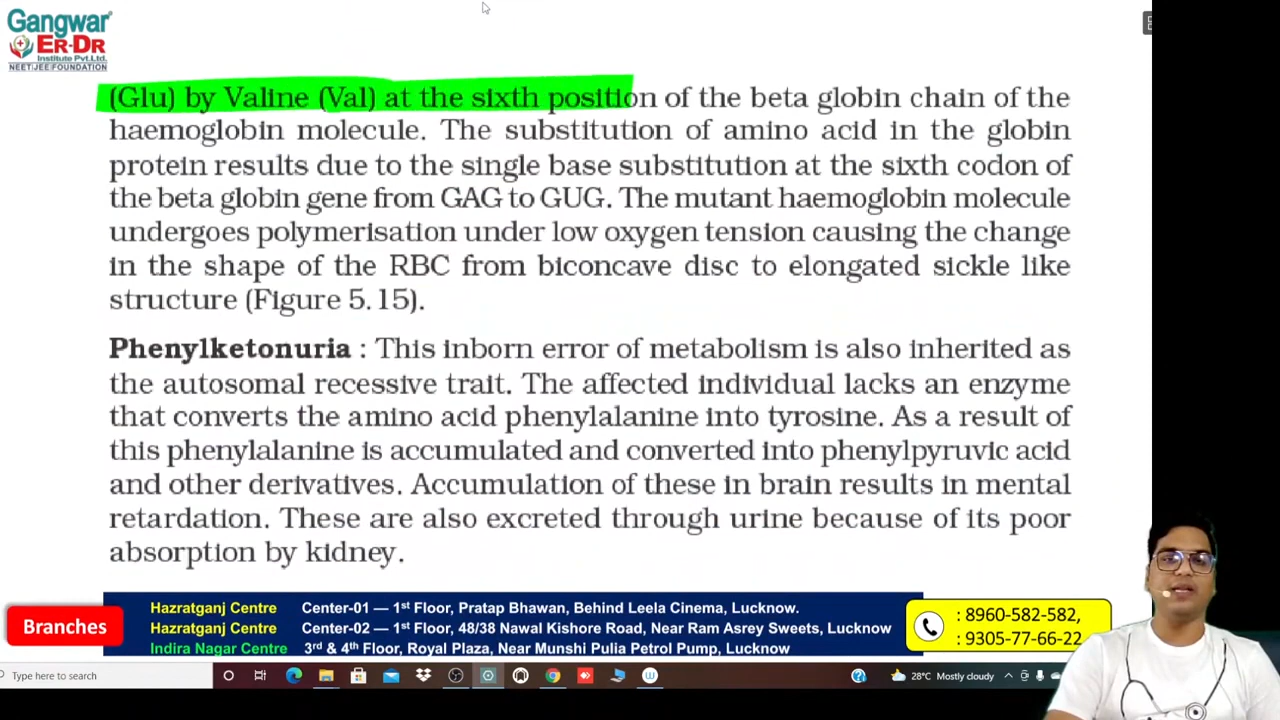 Gangwar
ER-DR
Institute Pvt.Ltd.
NEET|JEE|FOUNDATION
(Glu) by Valine (Val) at the sixth position of the beta globin chain of the
haemoglobin molecule. The substitution of amino acid in the globin
protein results due to the single base substitution at the sixth codon of
the beta globin gene from GAG to GUG. The mutant haemoglobin molecule
undergoes polymerisation under low oxygen tension causing the change
in the shape of the RBC from biconcave disc to elongated sickle like
structure (Figure 5.15).
Phenylketonuria : This inborn error of metabolism is also inherited as
the autosomal recessive trait. The affected individual lacks an enzyme
that converts the amino acid phenylalanine into tyrosine. As a result of
this phenylalanine is accumulated and converted into phenylpyruvic acid
and other derivatives. Accumulation of these in brain results in mental
retardation. These are also excreted through urine because of its poor
absorption by kidney.
Branches
Hazratganj Centre Center-01 — 1st Floor, Pratap Bhawan, Behind Leela Cinema, Lucknow.
Hazratganj Centre Center-02 — 1st Floor, 48/38 Nawal Kishore Road, Near Ram Asrey Sweets, Lucknow
Indira Nagar Centre 3rd & 4th Floor, Royal Plaza, Near Munshi Pulia Petrol Pump, Lucknow
: 8960-582-582,
: 9305-77-66-22
Type here to search
28°C Mostly cloudy